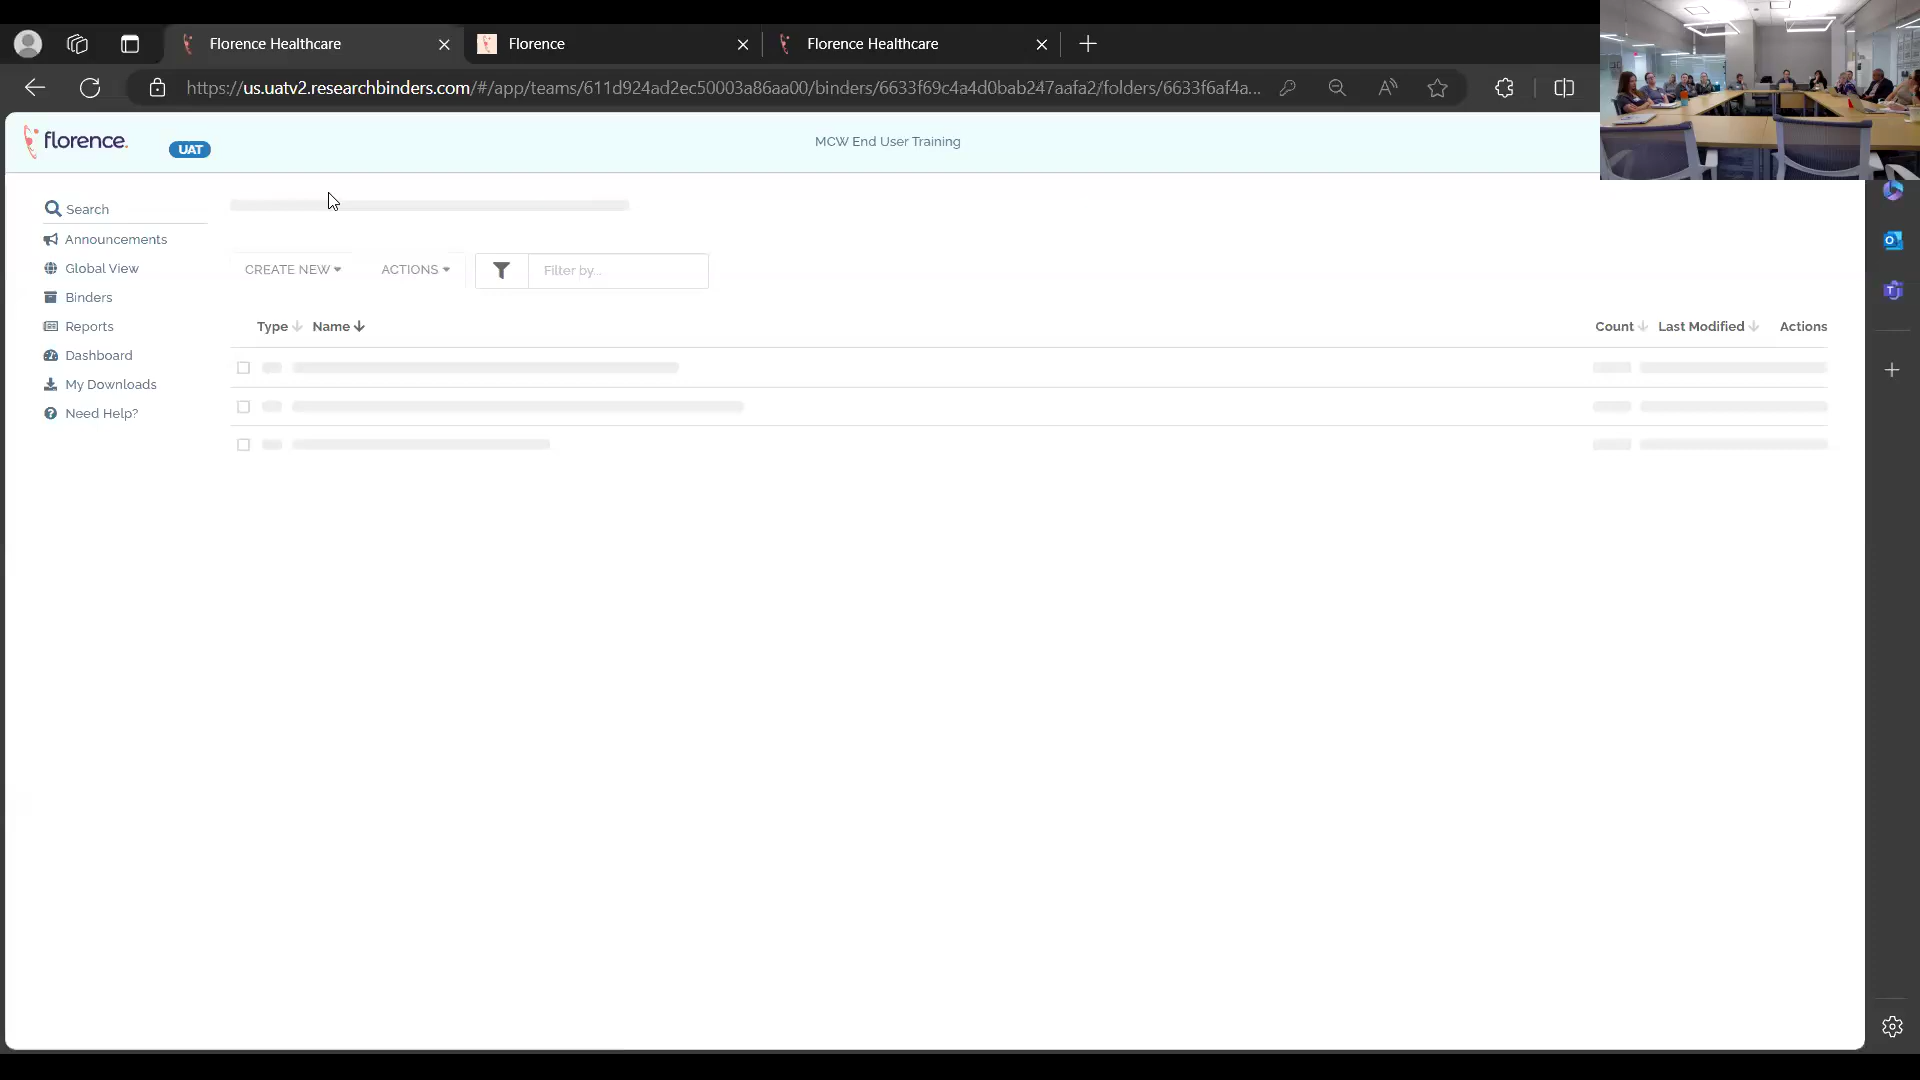 Florence Healthcare
Florence
Florence Healthcare
https://us.uatv2.researchbinders.com/#/app/teams/611d924ad2ec50003a86aa00/binders/6633f69c4a4d0bab247aafa2/folders/6633f6af4a...
florence.
UAT
MCW End User Training
Search
Announcements
Global View
Binders
Reports
Dashboard
My Downloads
Need Help?
CREATE NEW
ACTIONS
Filter by...
Type Name Count Last Modified Actions